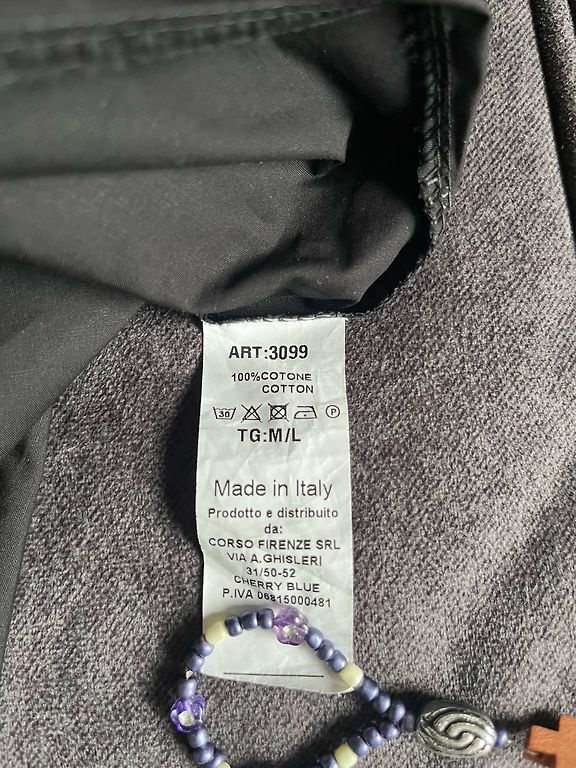 ART:3099
100%COTONE
COTTON
30 P
TG:M/L
Made in Italy
Prodotto e distribuito
da:
CORSO FIRENZE SRL
VIA A.GHISLERI
31/50-52
CHERRY BLUE
P.IVA 06815000481